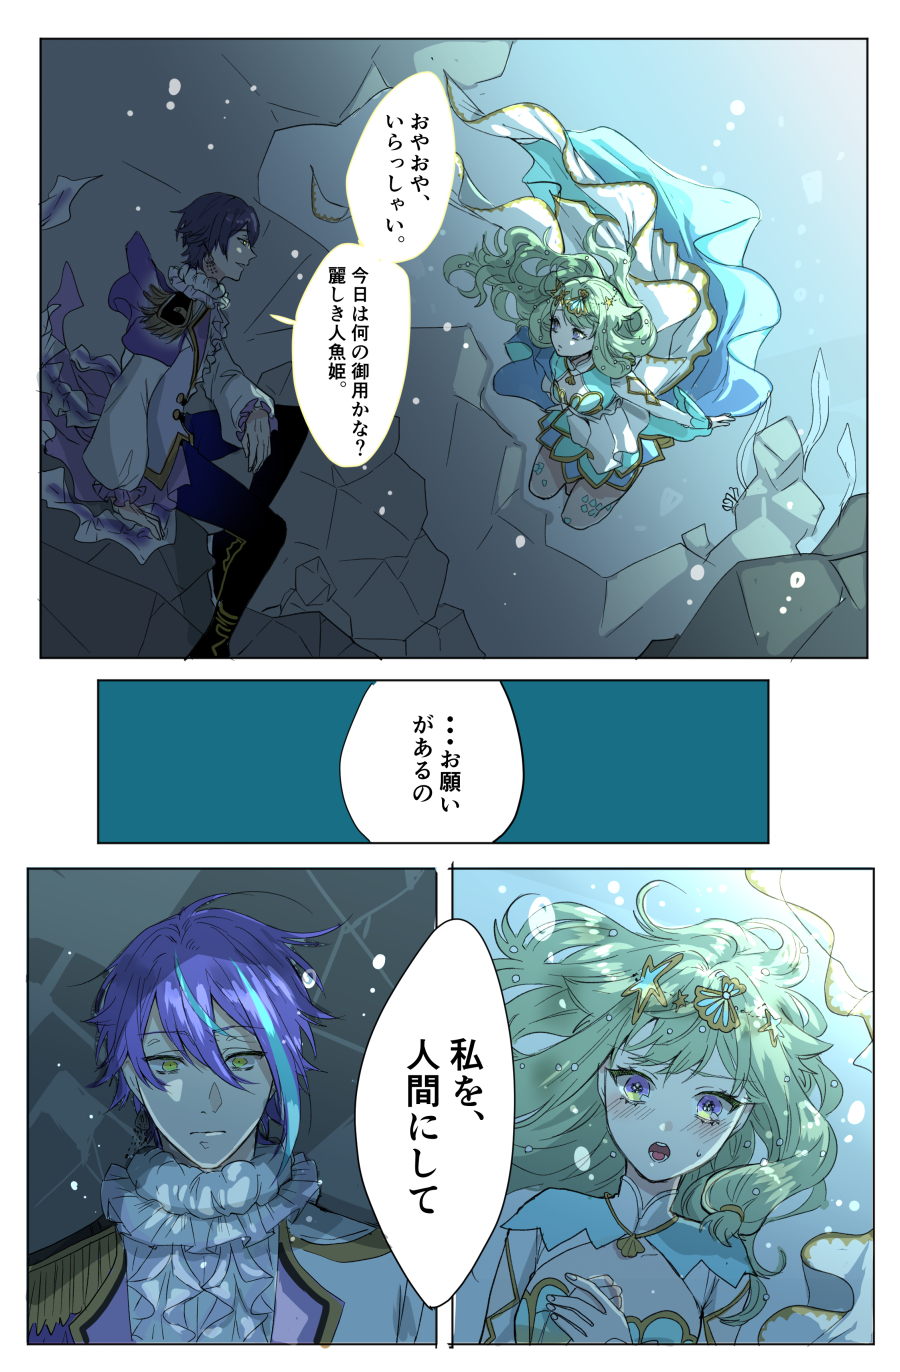 おやおや、
いらっしゃい。
今日は何の御用かな？
麗しき人魚姫。
・・・お願い
があるの
私を、
人間にして